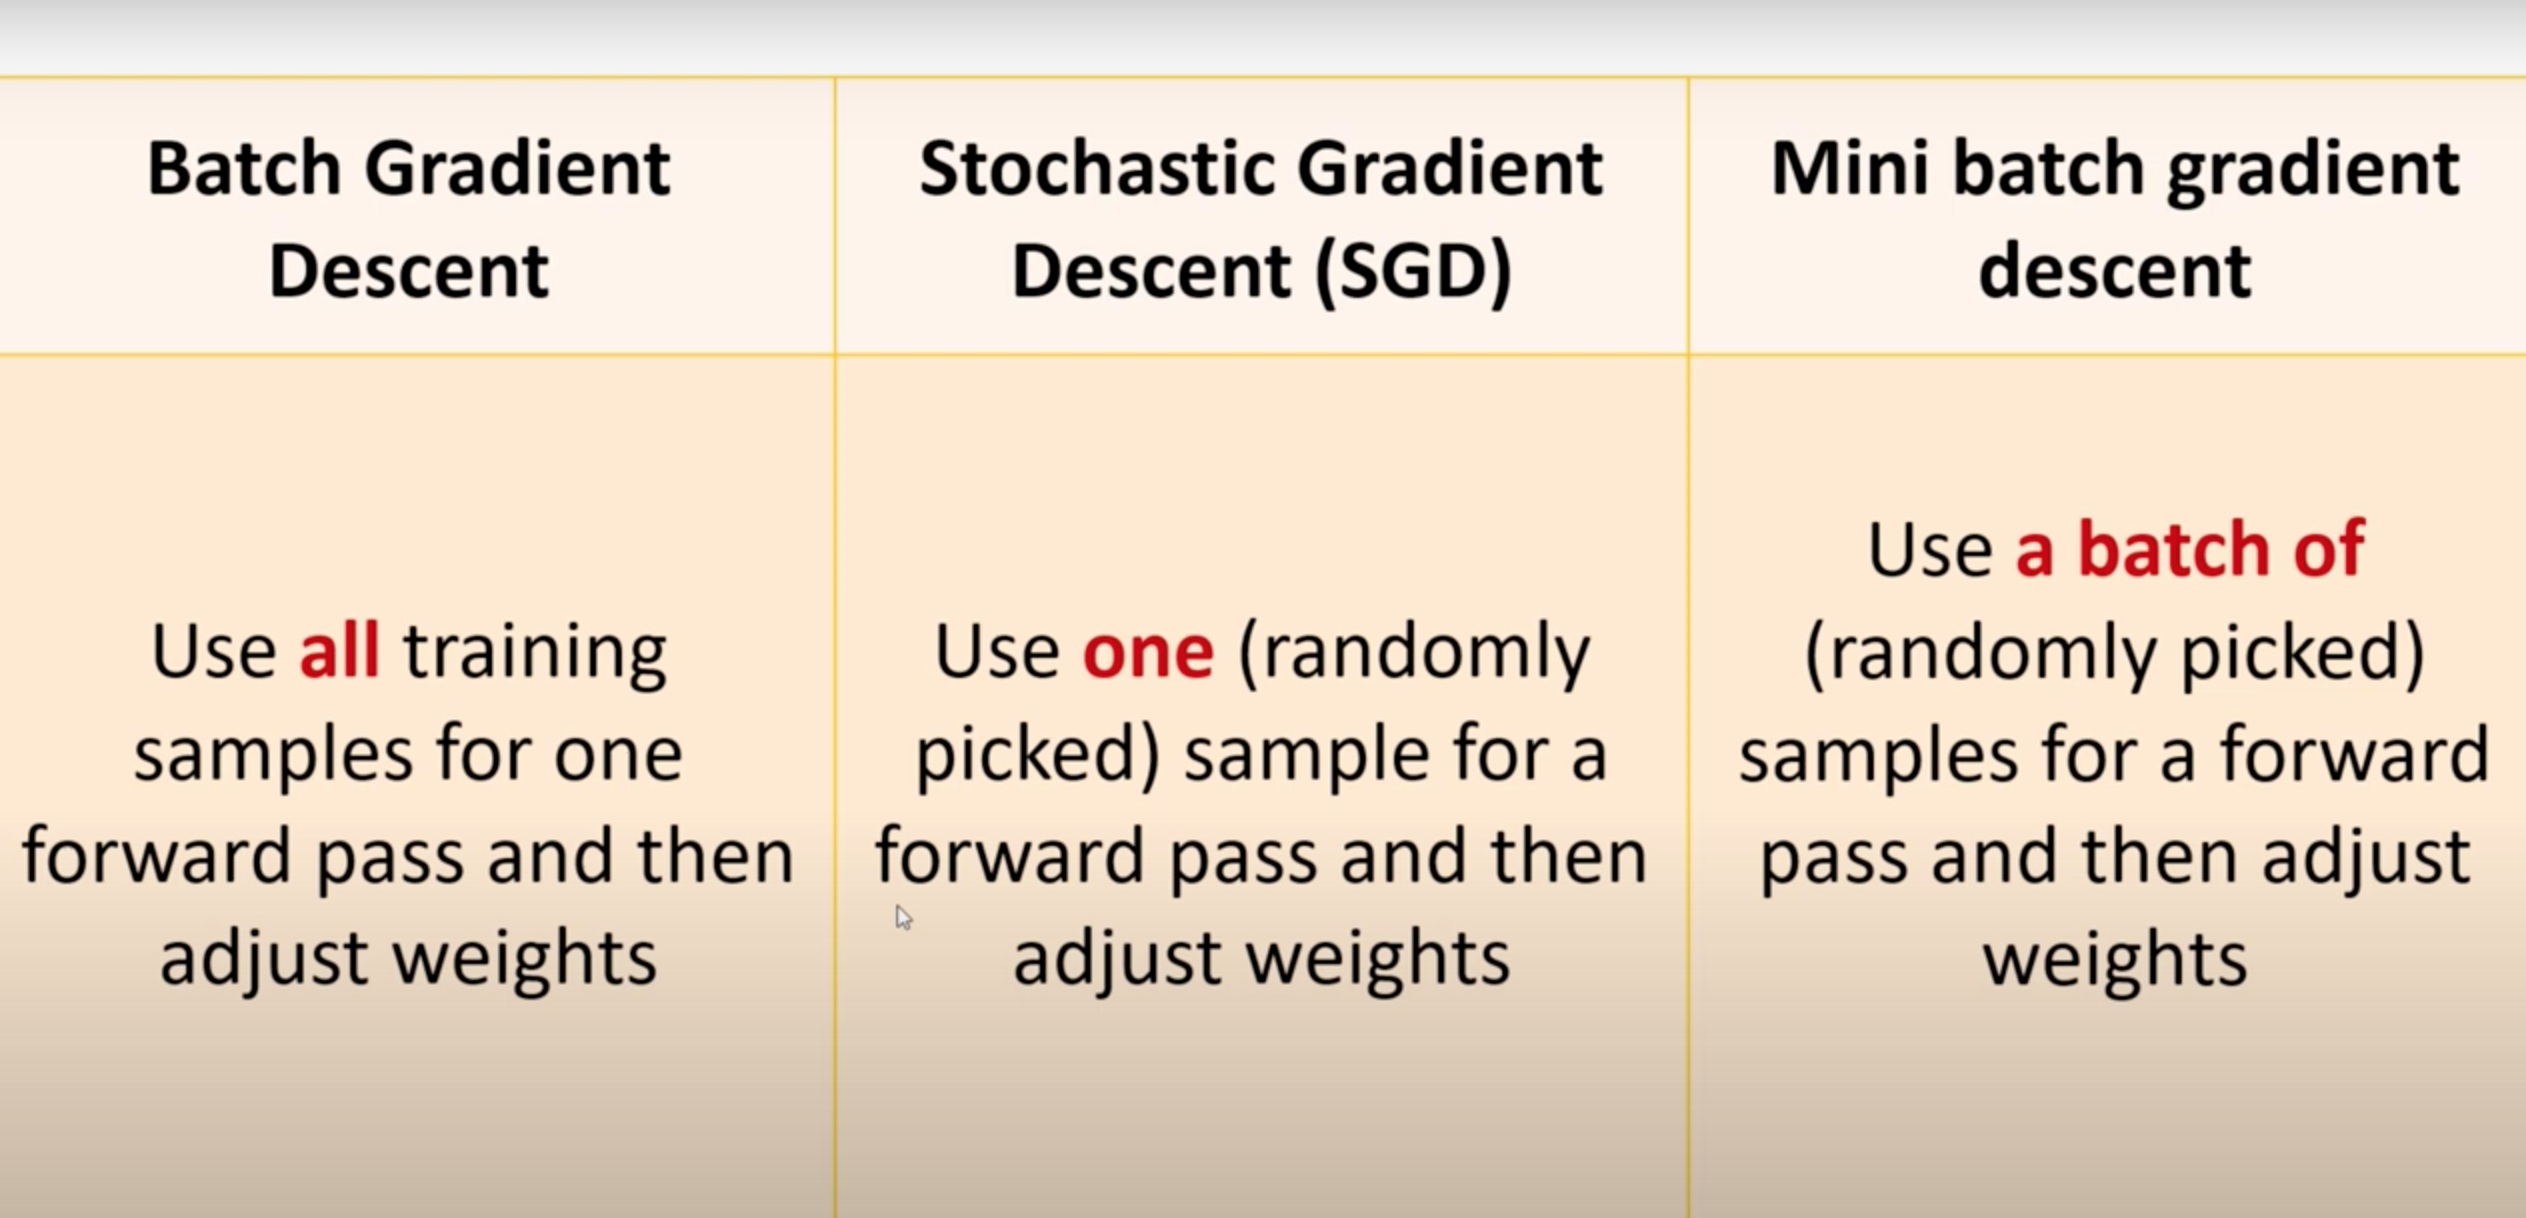 Batch Gradient
Descent
Stochastic Gradient
Descent (SGD)
Mini batch gradient
descent
Use all training
samples for one
forward pass and then
adjust weights
Use one (randomly
picked) sample for a
forward pass and then
adjust weights
Use a batch of
(randomly picked)
samples for a forward
pass and then adjust
weights